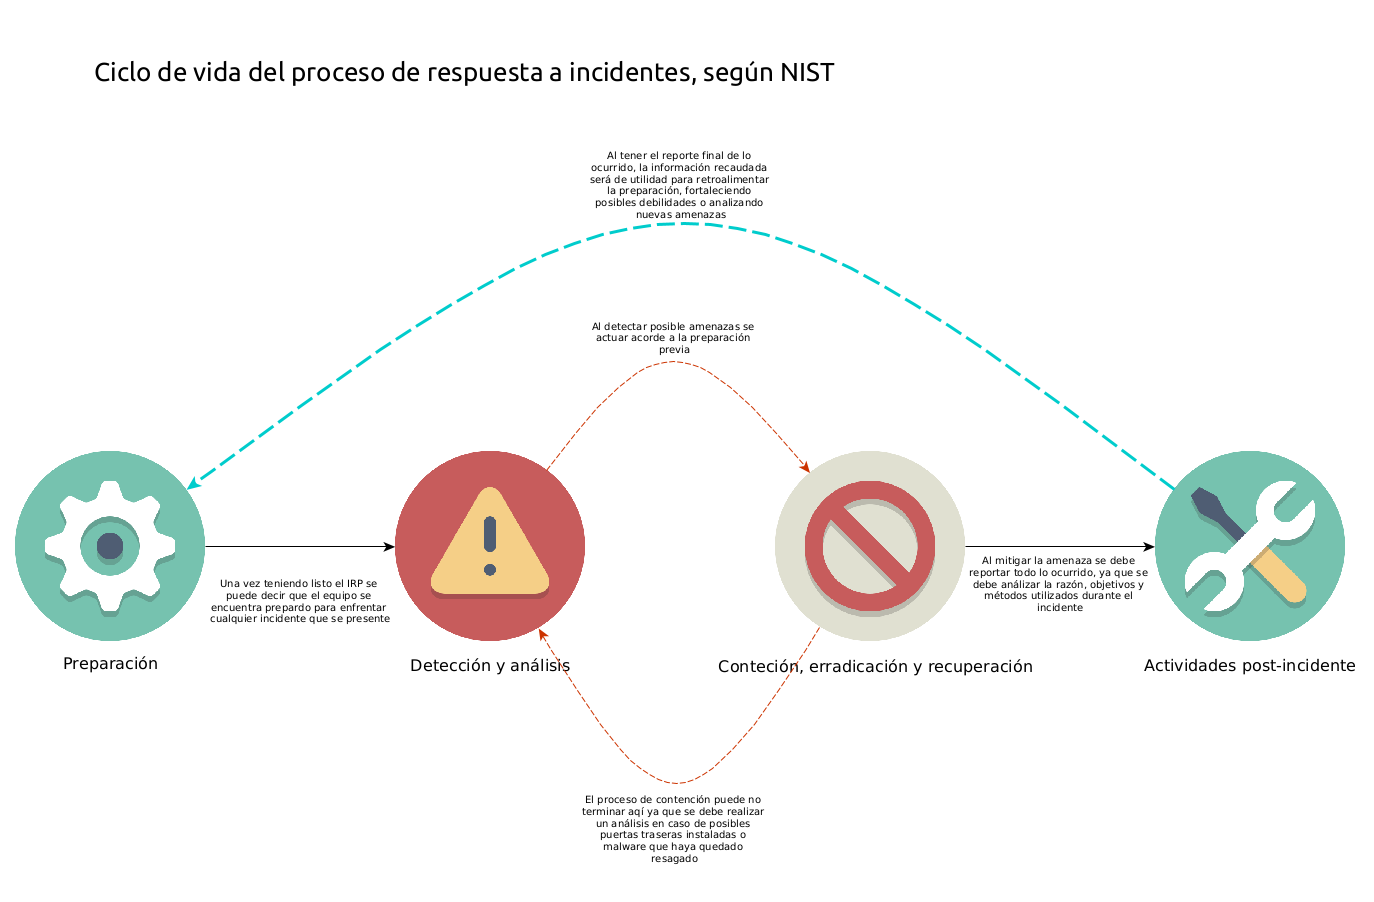 Ciclo de vida del proceso de respuesta a incidentes, según NIST
Al tener el reporte final de lo
ocurrido, la información recaudada
será de utilidad para retroalimentar
la preparación, fortaleciendo
posibles debilidades o analizando
nuevas amenazas
Al detectar posible amenazas se
actuar acorde a la preparación
previa
Una vez teniendo listo el IRP se
puede decir que el equipo se
encuentra prepardo para enfrentar
cualquier incidente que se presente
Al mitigar la amenaza se debe
reportar todo lo ocurrido, ya que se
debe análizar la razón, objetivos y
métodos utilizados durante el
incidente
Preparación
Detección y análisis
Conteción, erradicación y recuperación
Actividades post-incidente
El proceso de contención puede no
terminar aqí ya que se debe realizar
un análisis en caso de posibles
puertas traseras instaladas o
malware que haya quedado
resagado